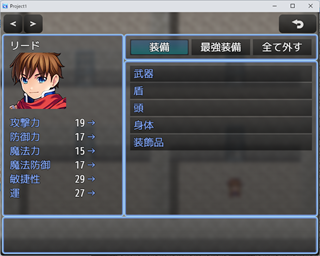 Project1
< >
リード
装備 最強装備 全て外す
攻撃力 19 →
防御力 17 →
魔法力 15 →
魔法防御 17 →
敏捷性 29 →
運 27 →
武器
盾
頭
身体
装飾品